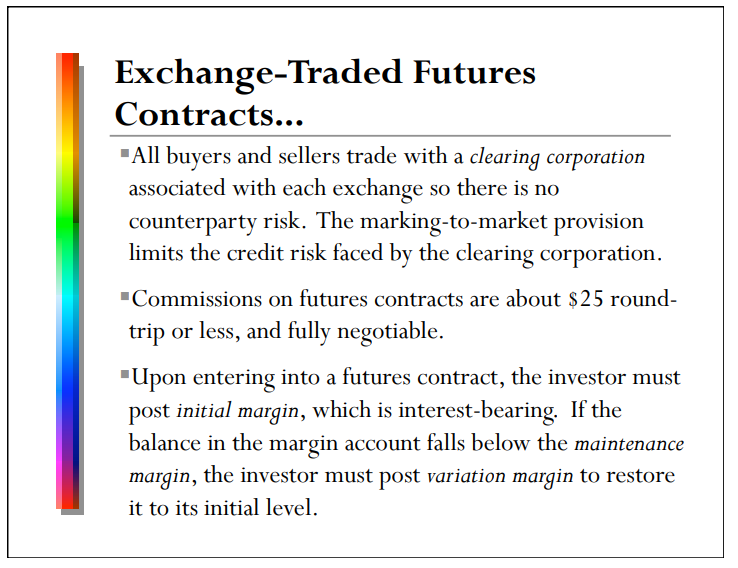 Exchange-Traded Futures
Contracts...
▪All buyers and sellers trade with a clearing corporation
associated with each exchange so there is no
counterparty risk.  The marking-to-market provision
limits the credit risk faced by the clearing corporation.
▪Commissions on futures contracts are about $25 round-
trip or less, and fully negotiable.
▪Upon entering into a futures contract, the investor must
post initial margin, which is interest-bearing.  If the
balance in the margin account falls below the maintenance
margin, the investor must post variation margin to restore
it to its initial level.